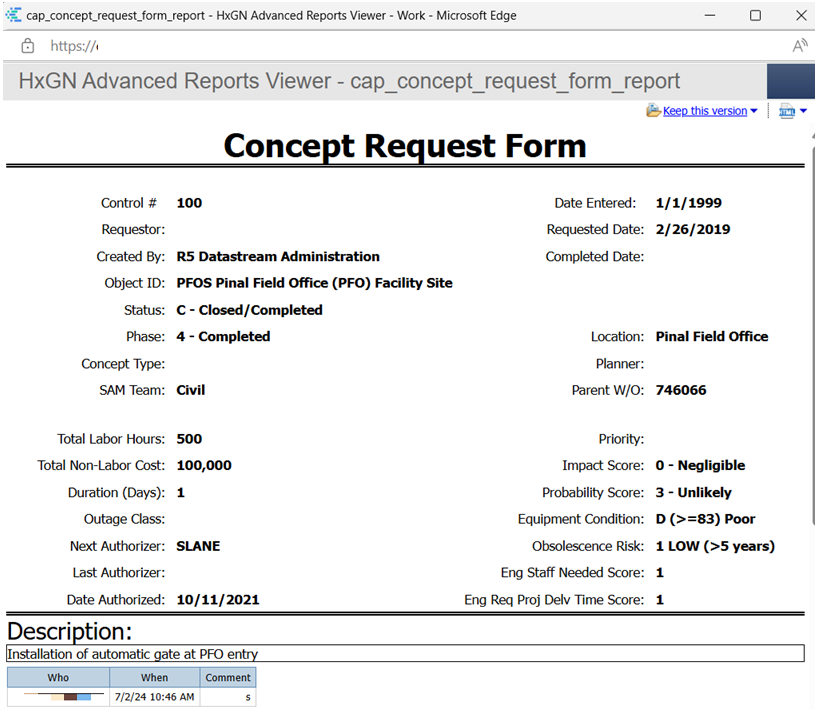 cap_concept_request_form_report - HxGN Advanced Reports Viewer - Work - Microsoft Edge
https://
HxGN Advanced Reports Viewer - cap_concept_request_form_report
Keep this version
Concept Request Form
Control # 100 Date Entered: 1/1/1999
Requestor: Requested Date: 2/26/2019
Created By: R5 Datastream Administration Completed Date:
Object ID: PFOS Pinal Field Office (PFO) Facility Site
Status: C - Closed/Completed
Phase: 4 - Completed Location: Pinal Field Office
Concept Type: Planner:
SAM Team: Civil Parent W/O: 746066
Total Labor Hours: 500 Priority:
Total Non-Labor Cost: 100,000 Impact Score: 0 - Negligible
Duration (Days): 1 Probability Score: 3 - Unlikely
Outage Class: Equipment Condition: D (>=83) Poor
Next Authorizer: SLANE Obsolescence Risk: 1 LOW (>5 years)
Last Authorizer: Eng Staff Needed Score: 1
Date Authorized: 10/11/2021 Eng Req Proj Delv Time Score: 1
Description:
Installation of automatic gate at PFO entry
Who When Comment
7/2/24 10:46 AM s